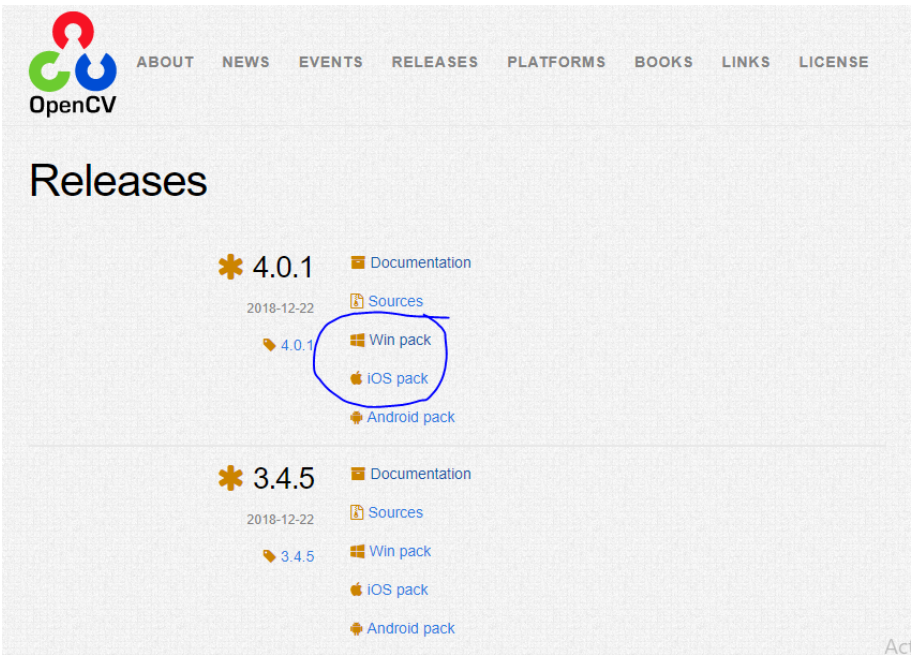 ABOUT NEWS EVENTS RELEASES PLATFORMS BOOKS LINKS LICENSE
OpenCV
Releases
4.0.1
2018-12-22
4.0.1
Documentation
Sources
Win pack
iOS pack
Android pack
3.4.5
2018-12-22
3.4.5
Documentation
Sources
Win pack
iOS pack
Android pack